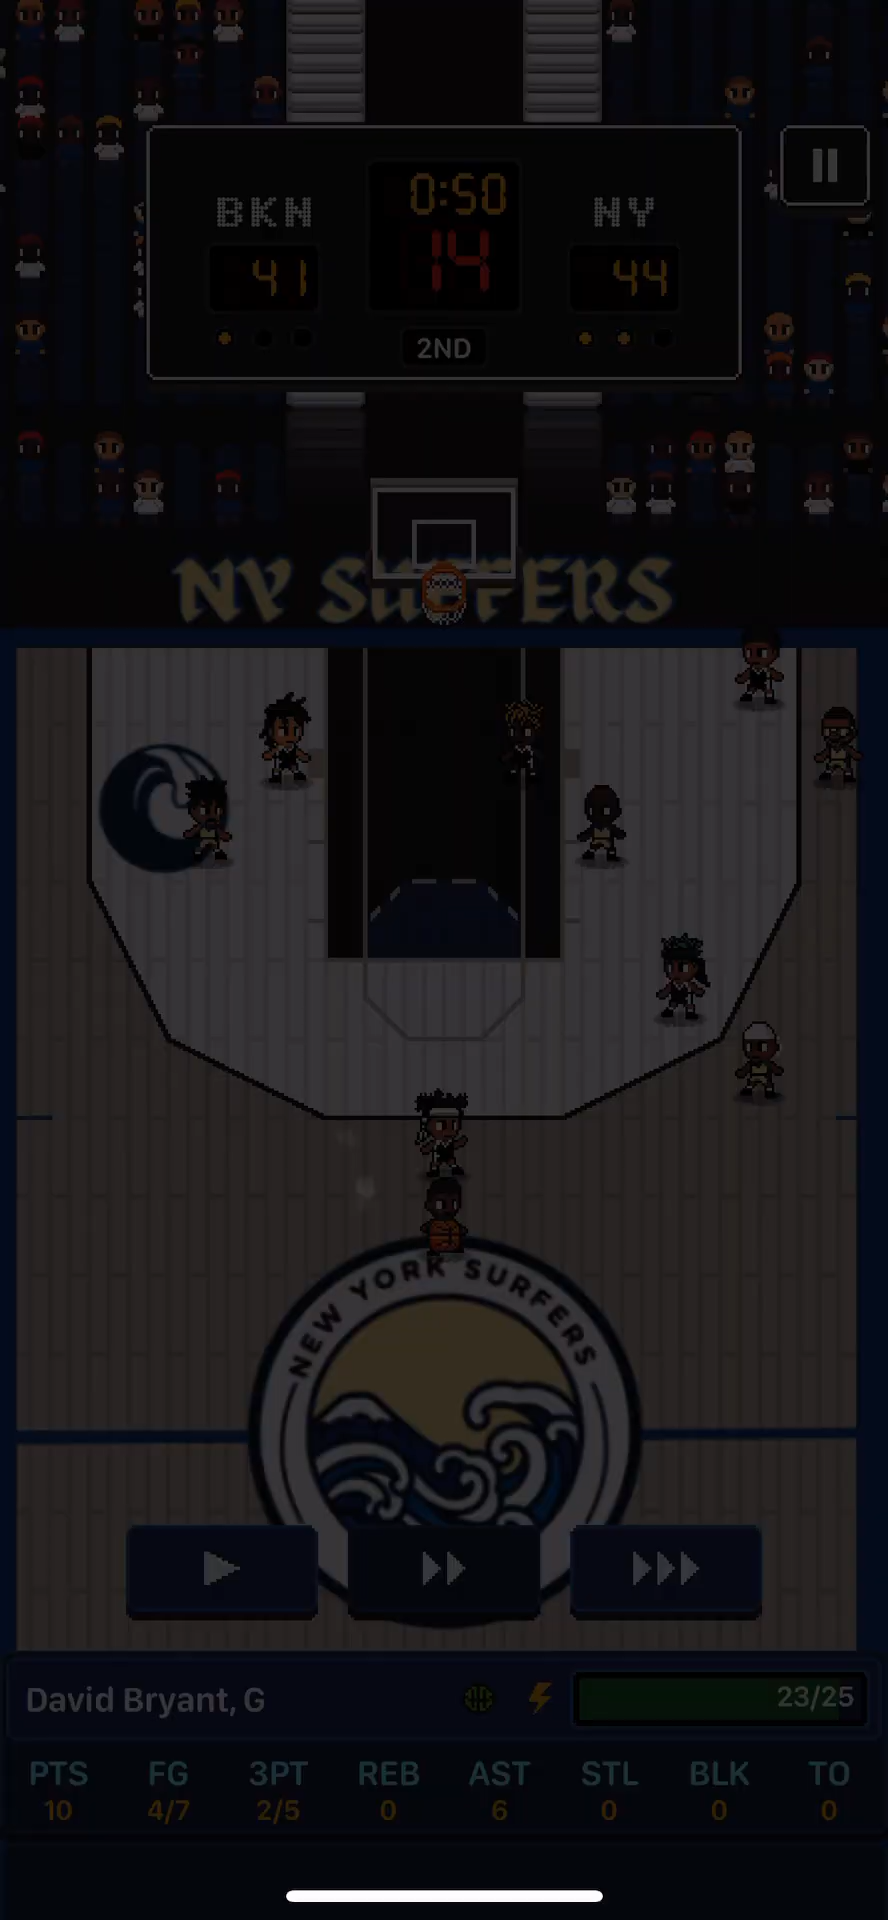 0:50
BKN
NY
14
41
44
2ND
NY SURFERS
NEW YORK SURFERS
David Bryant, G
23/25
PTS FG 3PT REB AST STL BLK TO
10 4/7 2/5 0 6 0 0 0